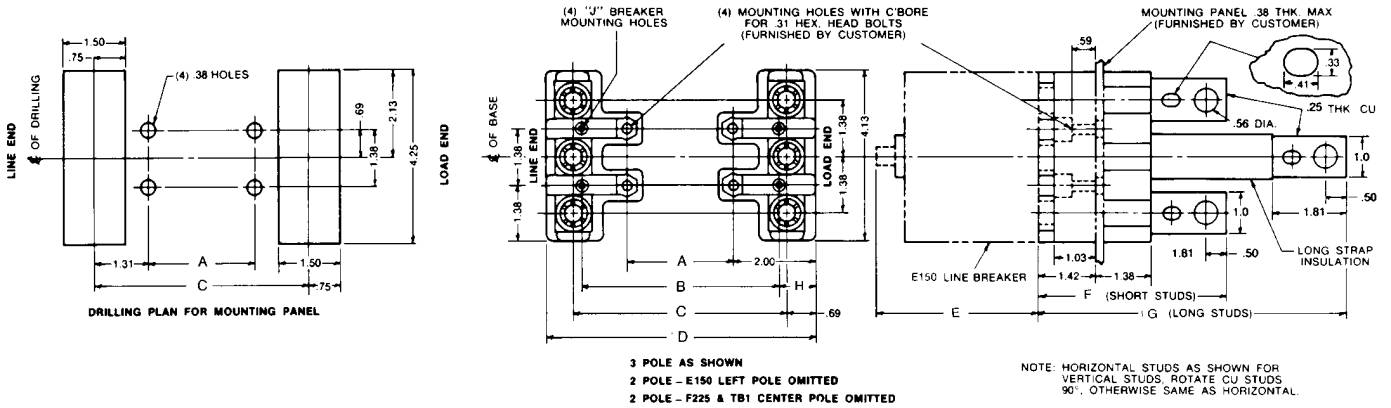 1.50
.75
(4) .38 HOLES
LINE END
℄ OF DRILLING
.69
2.13
1.38
4.25
LOAD END
1.31
A
1.50
C
.75
DRILLING PLAN FOR MOUNTING PANEL
(4) "J" BREAKER
MOUNTING HOLES
(4) MOUNTING HOLES WITH C'BORE
FOR .31 HEX. HEAD BOLTS
(FURNISHED BY CUSTOMER)
℄ OF BASE
LINE END
1.38
1.38
LOAD END
1.38
1.38
4.13
A
2.00
B
H
C
.69
D
3 POLE AS SHOWN
2 POLE – E150 LEFT POLE OMITTED
2 POLE – F225 & TB1 CENTER POLE OMITTED
MOUNTING PANEL .38 THK. MAX
(FURNISHED BY CUSTOMER)
.59
.33
.41
.25 THK CU
.56 DIA.
1.0
.50
1.81
1.0
LONG STRAP
INSULATION
1.81
.50
E150 LINE BREAKER
1.03
1.42
1.38
F (SHORT STUDS)
E
G (LONG STUDS)
NOTE: HORIZONTAL STUDS AS SHOWN FOR
VERTICAL STUDS, ROTATE CU STUDS
90°, OTHERWISE SAME AS HORIZONTAL.